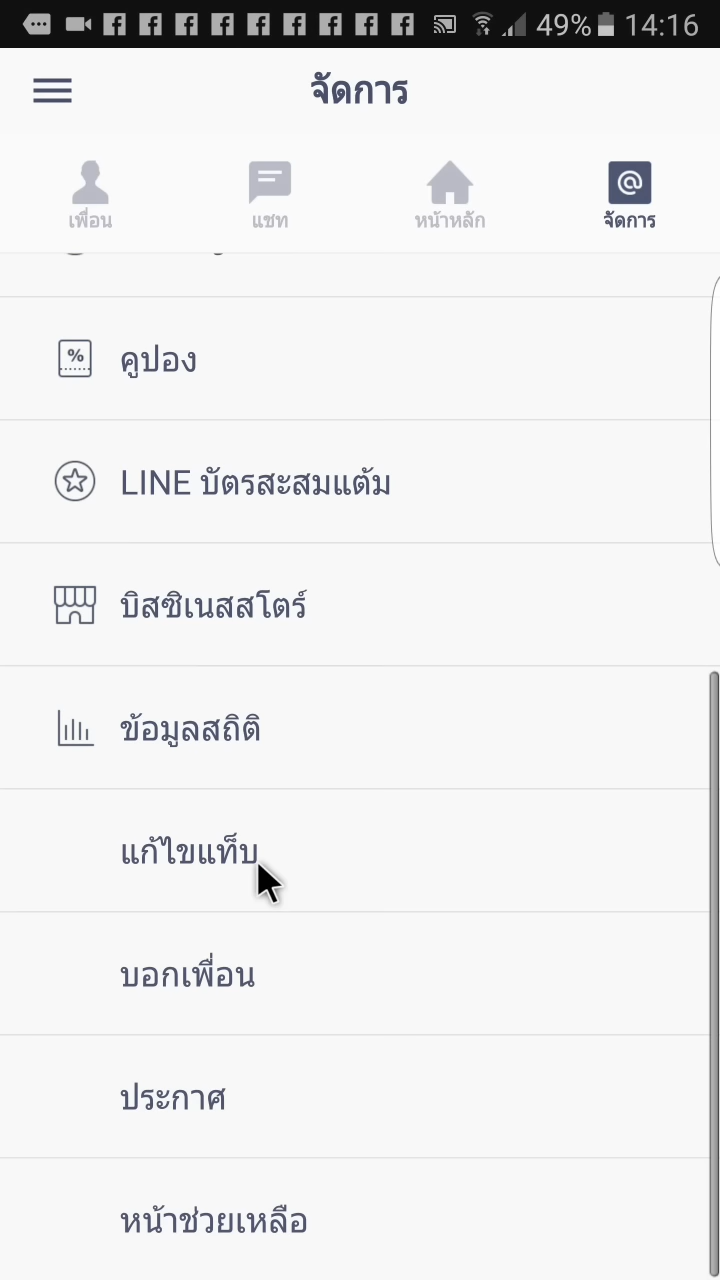 49% 14:16
จัดการ
เพื่อน แชท หน้าหลัก จัดการ
คูปอง
LINE บัตรสะสมแต้ม
บิสซิเนสสโตร์
ข้อมูลสถิติ
แก้ไขแท็บ
บอกเพื่อน
ประกาศ
หน้าช่วยเหลือ